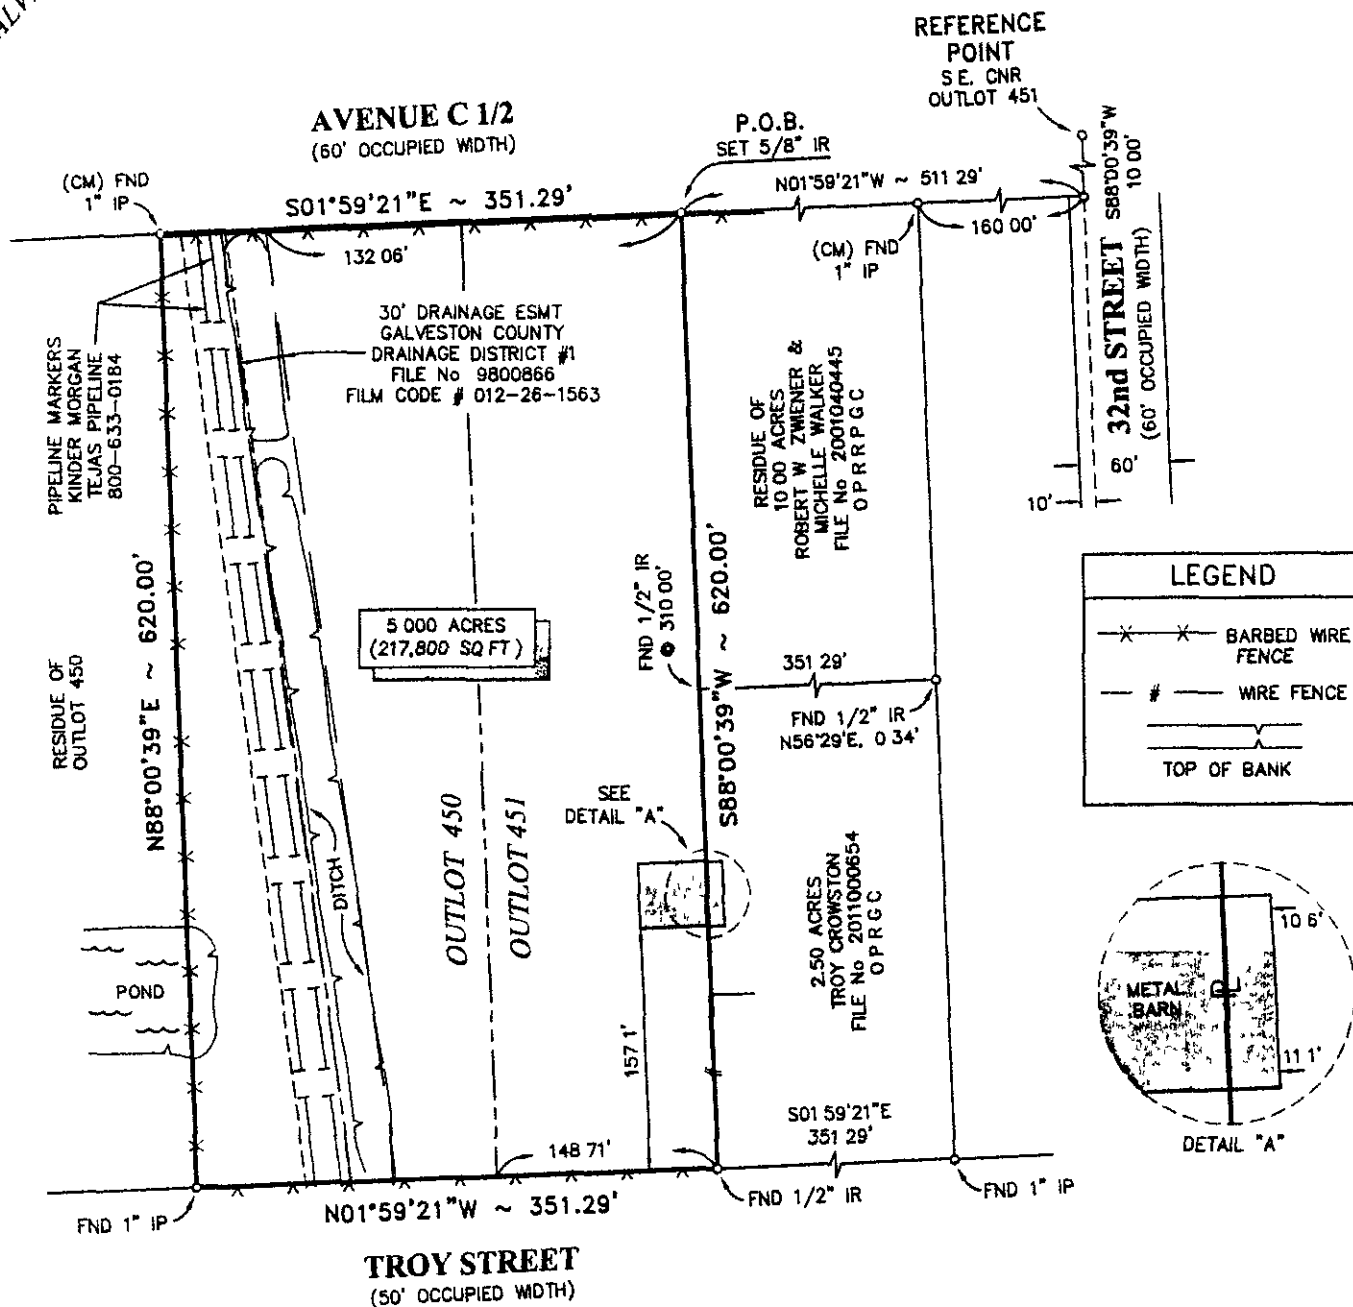 REFERENCE
POINT
S E. CNR
OUTLOT 451
AVENUE C 1/2
(60' OCCUPIED WIDTH)
P.O.B.
SET 5/8" IR
(CM) FND
1" IP
S01°59'21"E ~ 351.29'
N01°59'21"W ~ 511 29'
S88°00'39"W
10 00'
132 06'
(CM) FND
1" IP
160 00'
32nd STREET
(60' OCCUPIED WIDTH)
60'
10'
30' DRAINAGE ESMT
GALVESTON COUNTY
DRAINAGE DISTRICT #1
FILE No 9800866
FILM CODE # 012-26-1563
PIPELINE MARKERS
KINDER MORGAN
TEJAS PIPELINE
800-633-0184
RESIDUE OF
10 00 ACRES
ROBERT W ZWIENER &
MICHELLE WALKER
FILE No 2001040445
O P R R P G C
N88°00'39"E ~ 620.00'
RESIDUE OF
OUTLOT 450
5 000 ACRES
(217,800 SQ FT)
FND 1/2" IR
@ 310 00'
S88°00'39"W ~ 620.00'
351 29'
FND 1/2" IR
N56°29'E, 0 34'
LEGEND
BARBED WIRE
FENCE
WIRE FENCE
TOP OF BANK
SEE
DETAIL "A"
OUTLOT 450
OUTLOT 451
DITCH
POND
2.50 ACRES
TROY CROWSTON
FILE No 2011000654
O P R G C
157 1'
METAL
BARN
10 6'
11 1'
DETAIL "A"
S01 59'21"E
351 29'
148 71'
FND 1" IP
N01°59'21"W ~ 351.29'
FND 1/2" IR
FND 1" IP
TROY STREET
(50' OCCUPIED WIDTH)